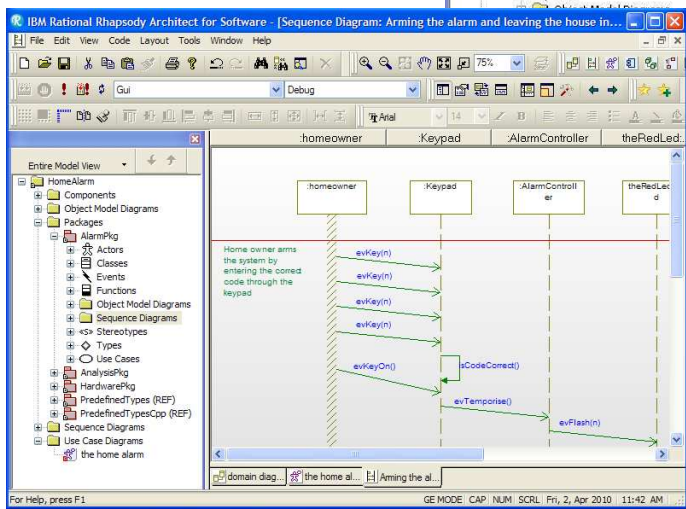 Object Model Diagrams
IBM Rational Rhapsody Architect for Software - [Sequence Diagram: Arming the alarm and leaving the house in...
File Edit View Code Layout Tools Window Help
75%
Gui Debug
Arial 14
:homeowner :Keypad :AlarmController theRedLed:.
Entire Model View
HomeAlarm
Components
Object Model Diagrams
Packages
AlarmPkg
Actors
Classes
Events
Functions
Object Model Diagrams
Sequence Diagrams
«S» Stereotypes
Types
Use Cases
AnalysisPkg
HardwarePkg
PredefinedTypes (REF)
PredefinedTypesCpp (REF)
Sequence Diagrams
Use Case Diagrams
the home alarm
:homeowner
:Keypad
:AlarmControll
er
theRedLed
d
Home owner arms
the system by
entering the correct
code through the
keypad
evKey(n)
evKey(n)
evKey(n)
evKey(n)
evKeyOn()
isCodeCorrect()
evTemporise()
evFlash(n)
domain diag... the home al... Arming the al...
For Help, press F1 GE MODE CAP NUM SCRL Fri, 2, Apr 2010 11:42 AM